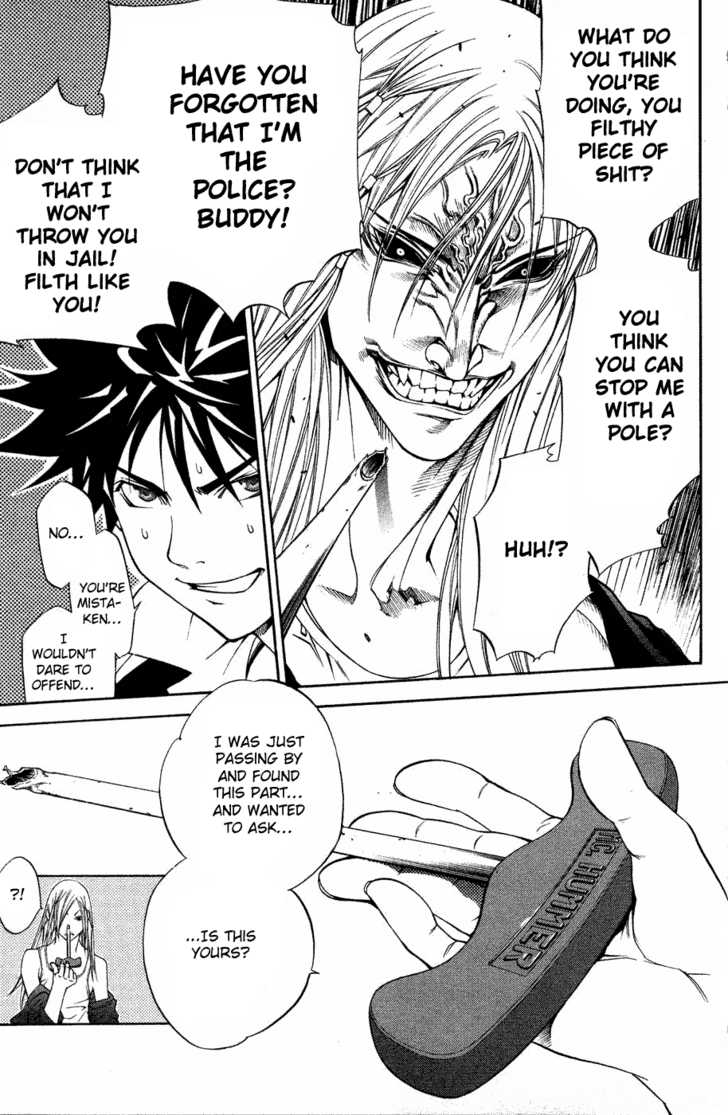 WHAT DO
YOU THINK
YOU'RE
DOING, YOU
FILTHY
PIECE OF
SHIT?
YOU
THINK
YOU CAN
STOP ME
WITH A
POLE?
HUH!?
HAVE YOU
FORGOTTEN
THAT I'M
THE
POLICE?
BUDDY!
DON'T THINK
THAT I
WON'T
THROW YOU
IN JAIL!
FILTH LIKE
YOU!
NO...
YOU'RE
MISTA-
KEN...
I
WOULDN'T
DARE TO
OFFEND...
I WAS JUST
PASSING BY
AND FOUND
THIS PART...
AND WANTED
TO ASK...
...IS THIS
YOURS?
HUMMER
?!